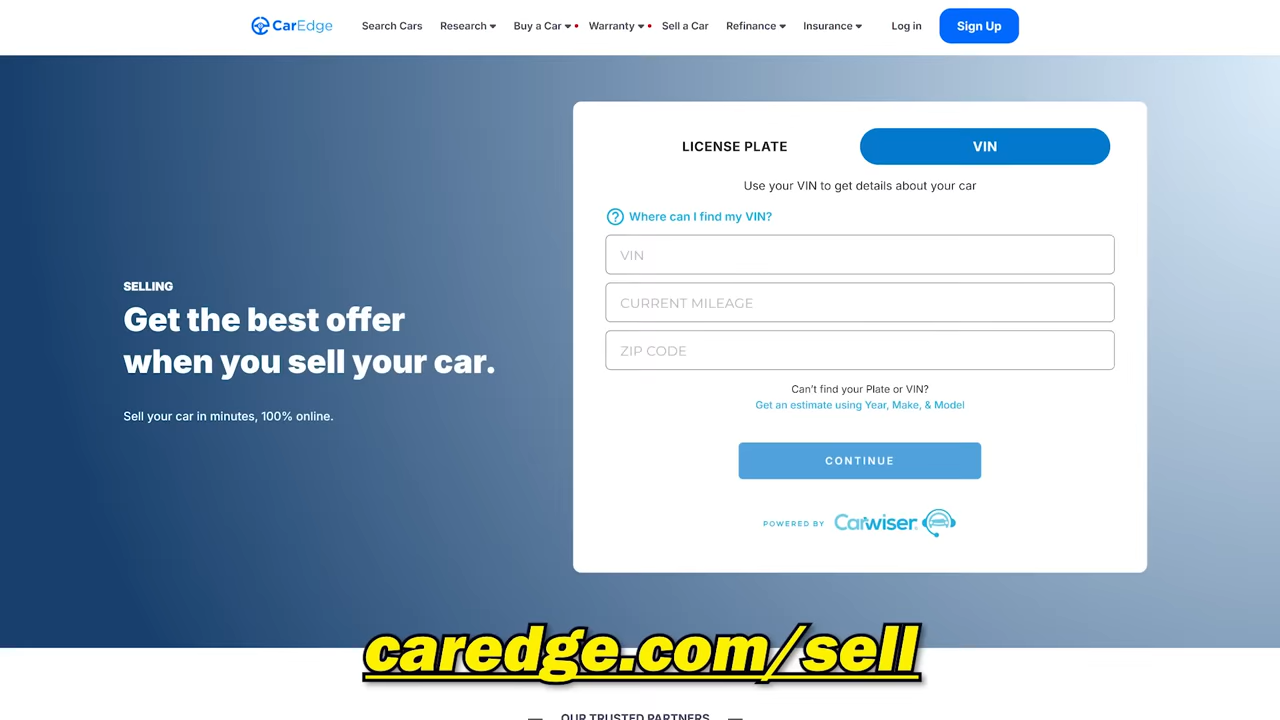 CarEdge
Search Cars
Research
Buy a Car
Warranty
Sell a Car
Refinance
Insurance
Log in
Sign Up
LICENSE PLATE
VIN
Use your VIN to get details about your car
Where can I find my VIN?
VIN
CURRENT MILEAGE
ZIP CODE
Can't find your Plate or VIN?
Get an estimate using Year, Make, & Model
CONTINUE
POWERED BY Carwiser
SELLING
Get the best offer
when you sell your car.
Sell your car in minutes, 100% online.
caredge.com/sell
OUR TRUSTED PARTNERS